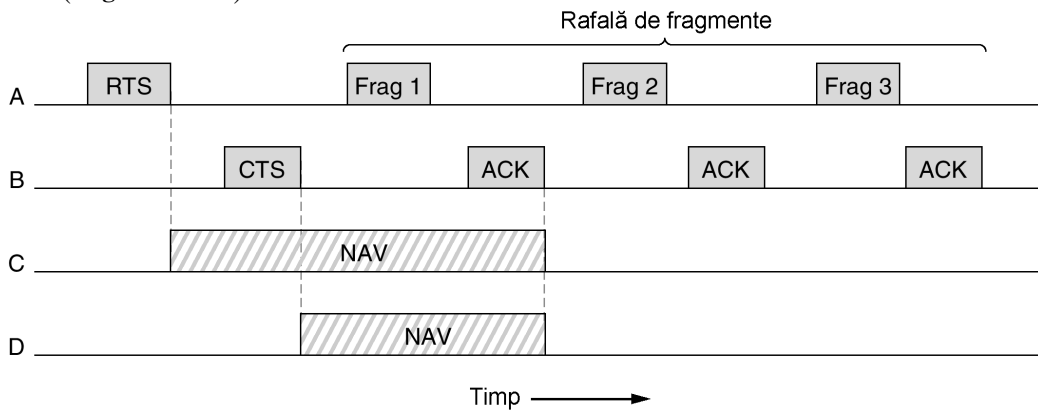 Rafală de fragmente
A RTS Frag 1 Frag 2 Frag 3
B CTS ACK ACK ACK
C NAV
D NAV
Timp